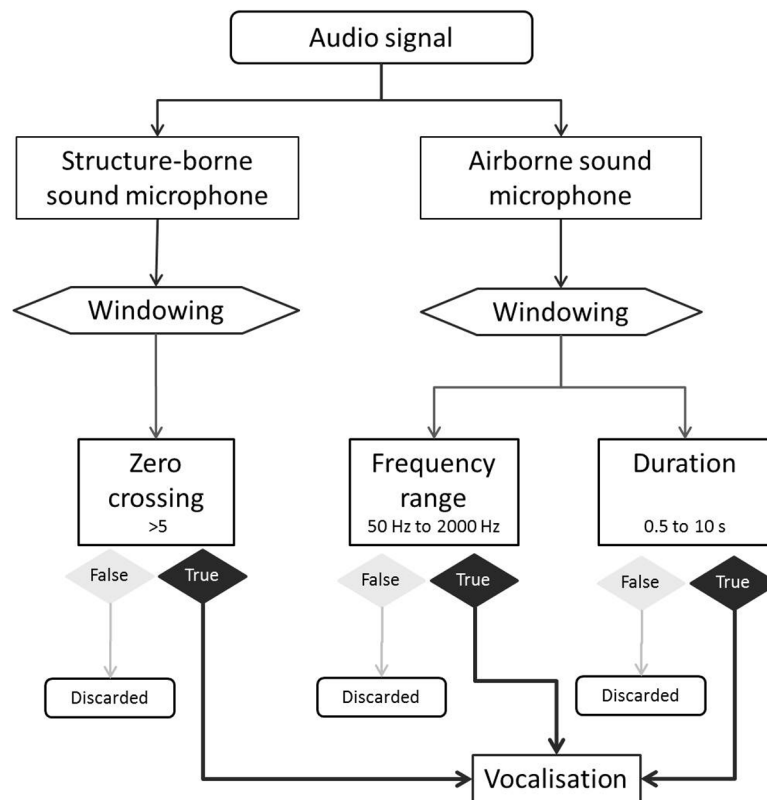 Audio signal
Structure-borne
sound microphone
Airborne sound
microphone
Windowing
Windowing
Zero
crossing
>5
Frequency
range
50 Hz to 2000 Hz
Duration
0.5 to 10 s
False
True
False
True
False
True
Discarded
Discarded
Discarded
Vocalisation